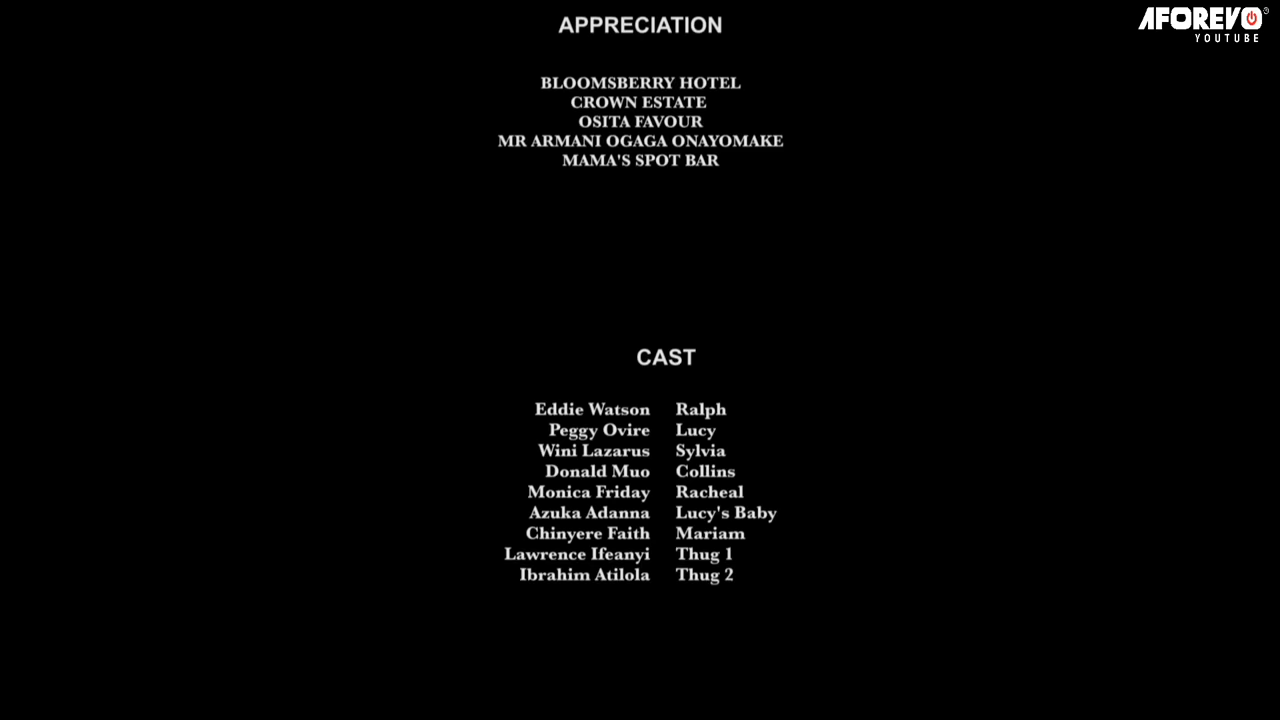 APPRECIATION
AFOREVO
YOUTUBE
BLOOMSBERRY HOTEL
CROWN ESTATE
OSITA FAVOUR
MR ARMANI OGAGA ONAYOMAKE
MAMA'S SPOT BAR
CAST
Eddie Watson Ralph
Peggy Ovire Lucy
Wini Lazarus Sylvia
Donald Muo Collins
Monica Friday Racheal
Azuka Adanna Lucy's Baby
Chinyere Faith Mariam
Lawrence Ifeanyi Thug 1
Ibrahim Atilola Thug 2